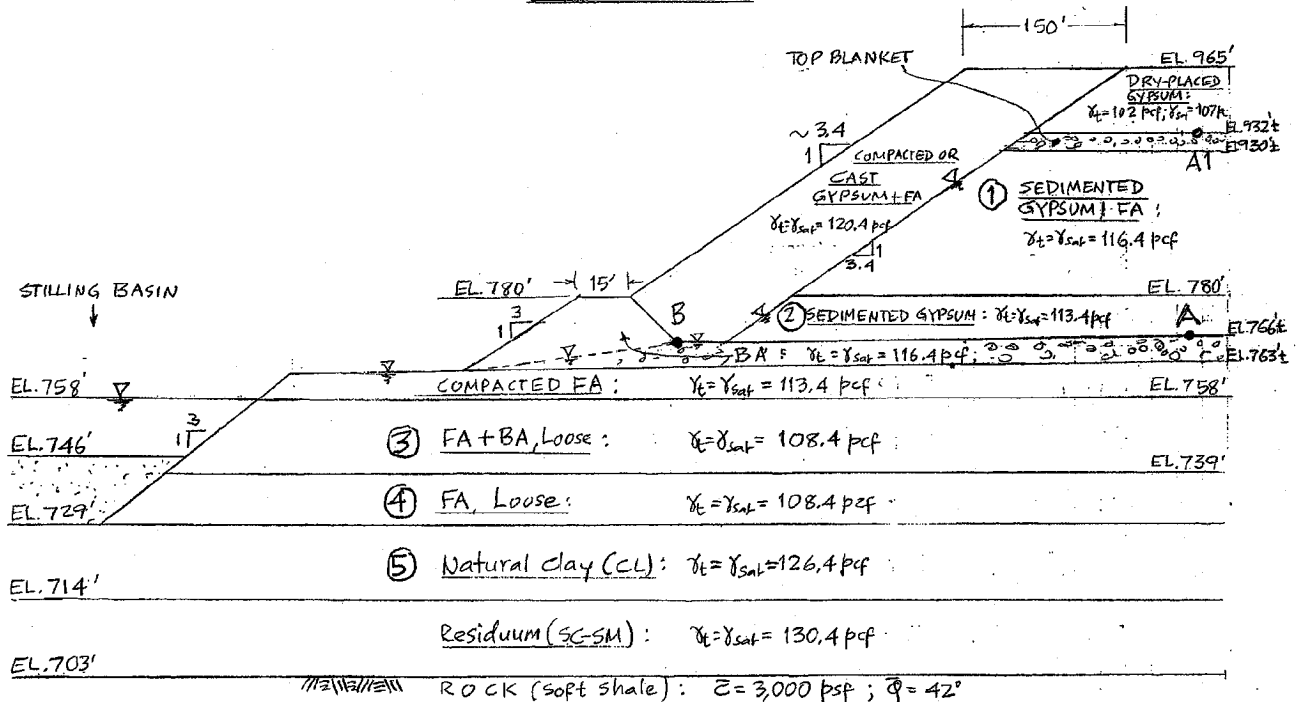 150'
TOP BLANKET
EL. 965'
DRY-PLACED
GYPSUM:
γt=102 pcf; γsat=107p
EL.932'±
EL930'±
A1
~ 3.4
1
COMPACTED OR
CAST
GYPSUM+FA
γt=γsat=120.4 pcf
① SEDIMENTED
GYPSUM+FA:
γt=γsat=116.4 pcf
1
3.4
STILLING BASIN
EL.780'
15'
EL.780'
3
1
B
② SEDIMENTED GYPSUM: γt=γsat=113.4pcf
A
EL.766'±
BA: γt=γsat=116.4 pcf;
EL.763'±
EL.758'
COMPACTED FA: γt=γsat=113.4 pcf
EL.758'
3
1
EL.746'
③ FA+BA, Loose: γt=γsat=108.4 pcf
EL.739'
④ FA, Loose: γt=γsat=108.4 pcf
EL.729'
⑤ Natural clay (CL): γt=γsat=126.4 pcf
EL.714'
Residuum (SC-SM): γt=γsat=130.4 pcf
EL.703'
ROCK (soft shale): c̄=3,000 psf; φ̄=42°